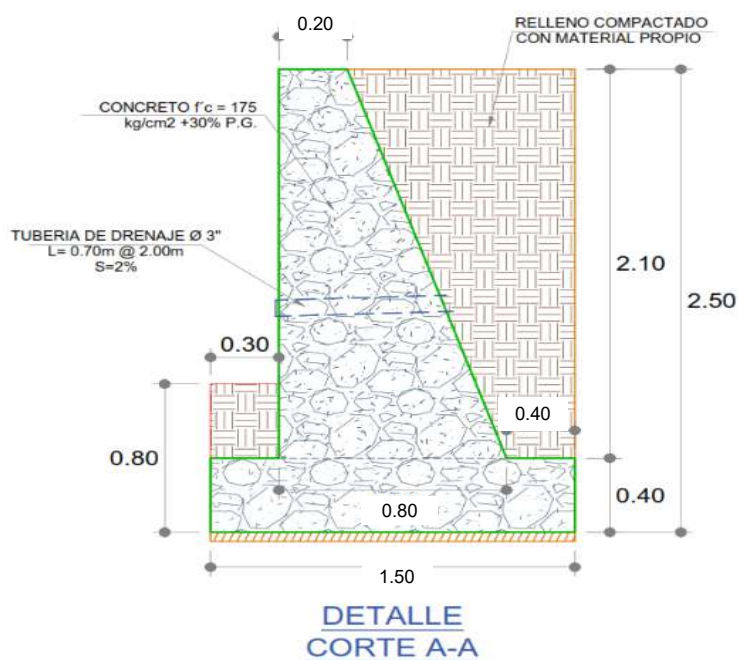 0.20
RELLENO COMPACTADO
CON MATERIAL PROPIO
CONCRETO f'c = 175
kg/cm2 +30% P.G.
TUBERIA DE DRENAJE Ø 3"
L= 0.70m @ 2.00m
S=2%
2.10
2.50
0.30
0.40
0.80
0.40
0.80
1.50
DETALLE
CORTE A-A